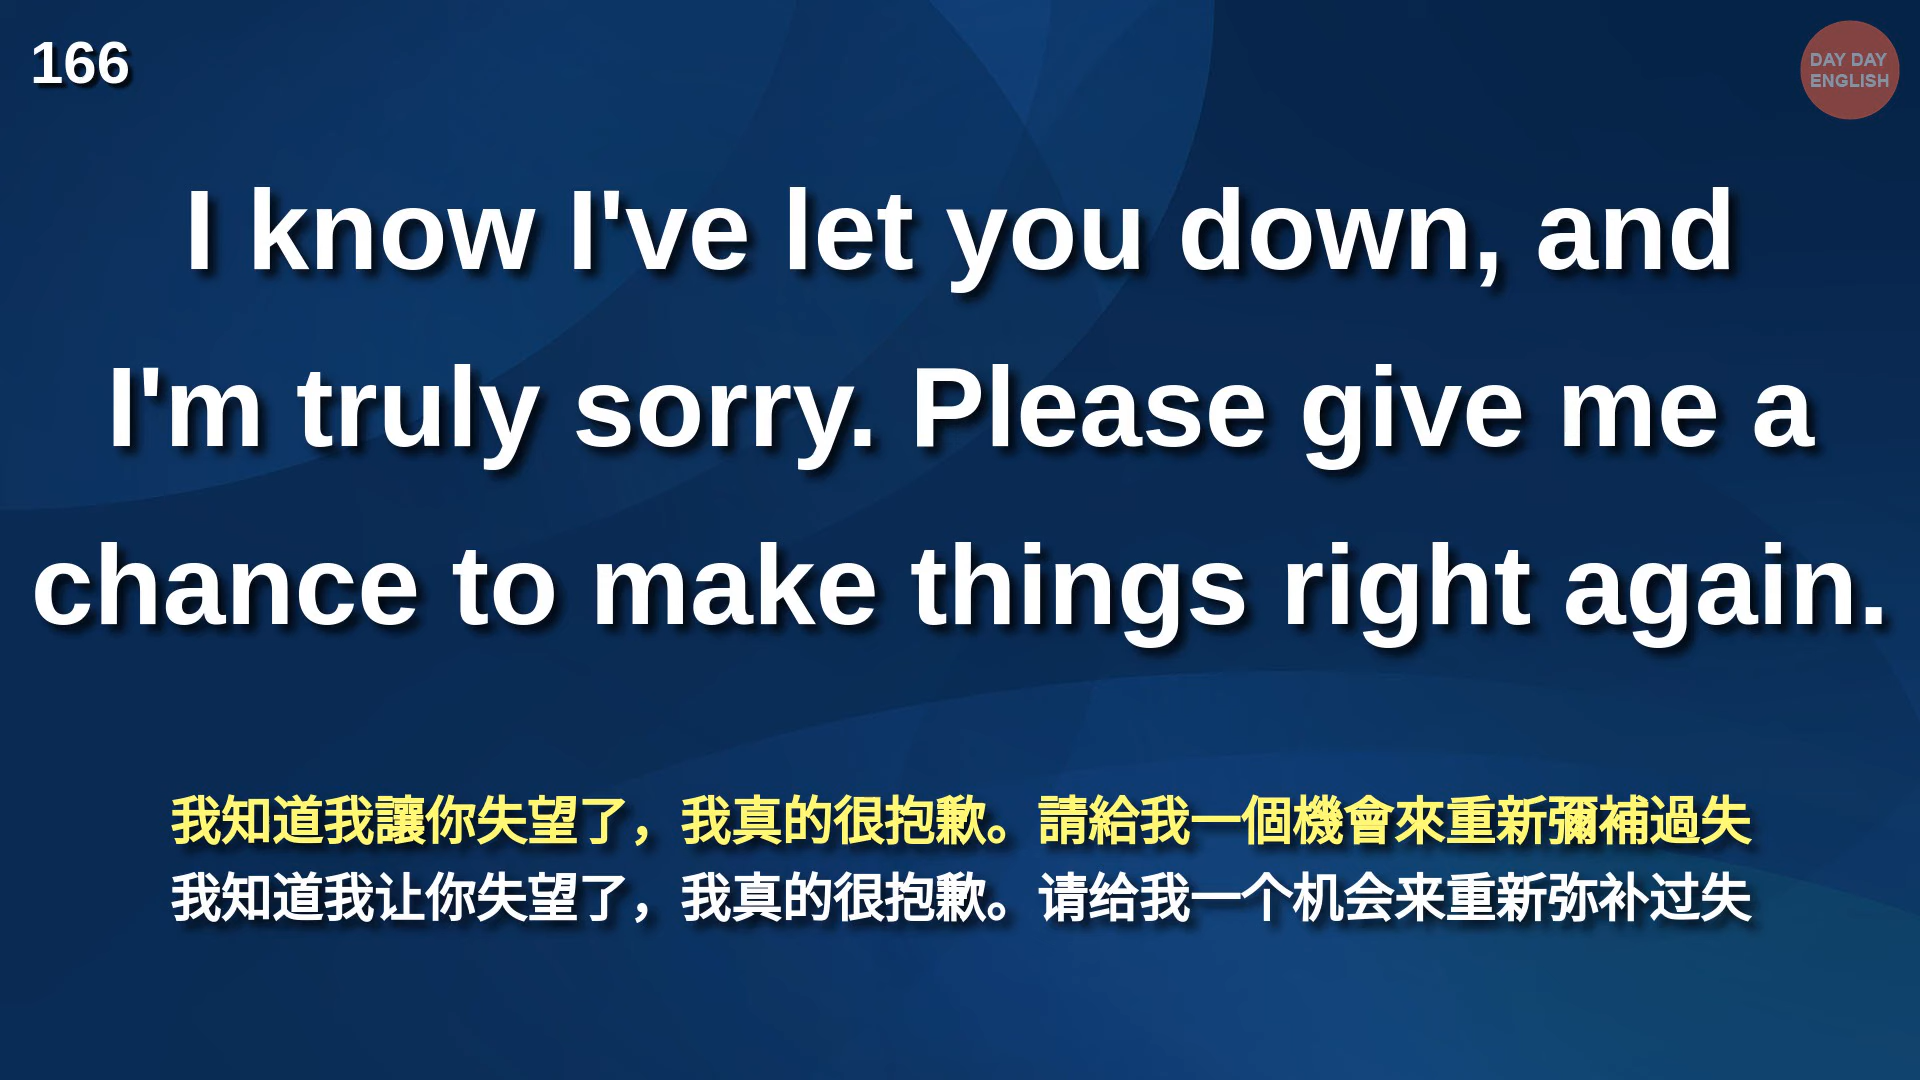 166
DAY DAY
ENGLISH
I know I've let you down, and
I'm truly sorry. Please give me a
chance to make things right again.
我知道我讓你失望了，我真的很抱歉。請給我一個機會來重新彌補過失
我知道我让你失望了，我真的很抱歉。请给我一个机会来重新弥补过失